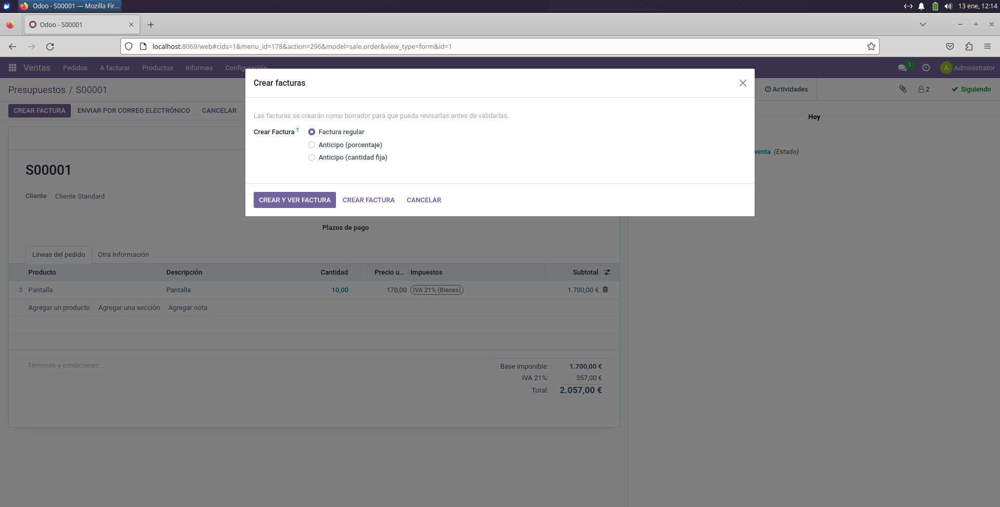 Odoo - S00001 — Mozilla Fir...
13 ene, 12:14
Odoo - S00001
localhost:8069/web#cids=1&menu_id=178&action=296&model=sale.order&view_type=form&id=1
Ventas Pedidos A facturar Productos Informes Configuración
1 A Administrator
Presupuestos / S00001
Actividades 2 Siguiendo
CREAR FACTURA ENVIAR POR CORREO ELECTRÓNICO CANCELAR
Crear facturas
Las facturas se crearán como borrador para que pueda revisarlas antes de validarlas.
Crear Factura ? Factura regular
Anticipo (porcentaje)
Anticipo (cantidad fija)
CREAR Y VER FACTURA CREAR FACTURA CANCELAR
Hoy
venta (Estado)
S00001
Cliente Cliente Standard
Plazos de pago
Líneas del pedido Otra Información
Producto Descripción Cantidad Precio u... Impuestos Subtotal
Pantalla Pantalla 10,00 170,00 IVA 21% (Bienes) 1.700,00 €
Agregar un producto Agregar una sección Agregar nota
Términos y condiciones...
Base imponible: 1.700,00 €
IVA 21%: 357,00 €
Total: 2.057,00 €